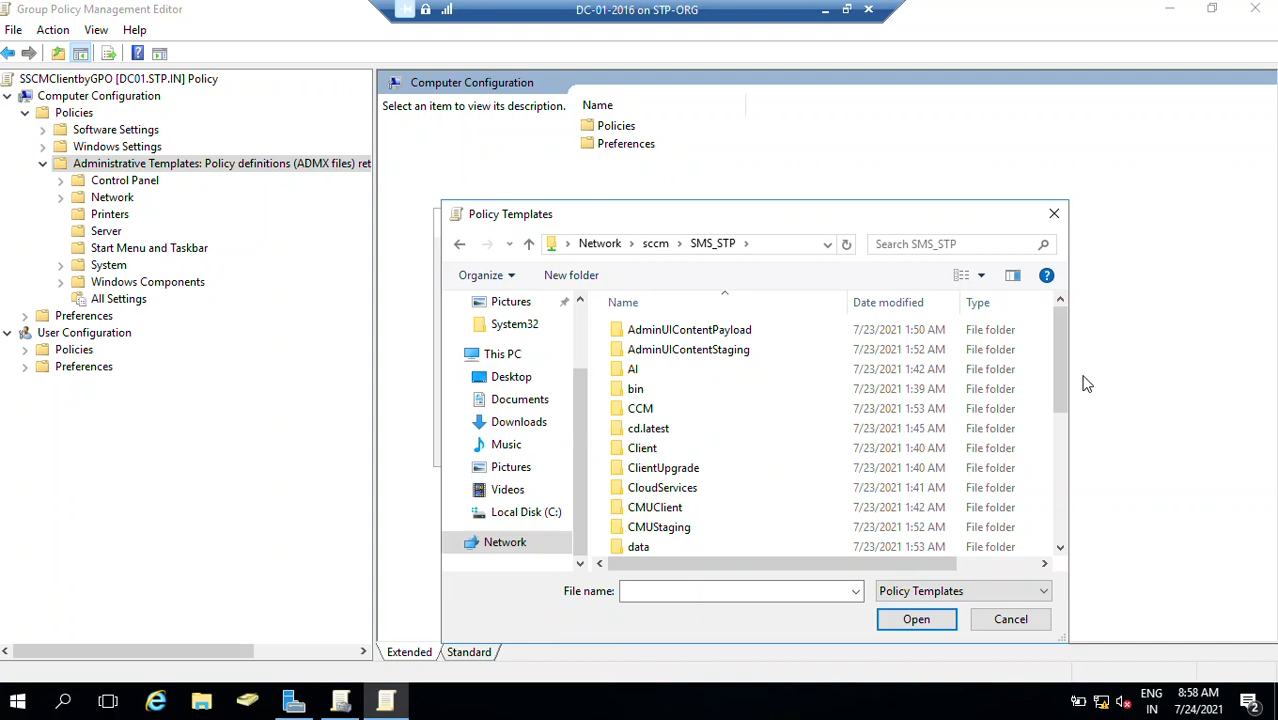 Group Policy Management Editor
DC-01-2016 on STP-ORG
File Action View Help
SSCMClientbyGPO [DC01.STP.IN] Policy
Computer Configuration
Policies
Software Settings
Windows Settings
Administrative Templates: Policy definitions (ADMX files) ret
Control Panel
Network
Printers
Server
Start Menu and Taskbar
System
Windows Components
All Settings
Preferences
User Configuration
Policies
Preferences
Computer Configuration
Select an item to view its description.
Name
Policies
Preferences
Policy Templates
Network > sccm > SMS_STP >
Search SMS_STP
Organize New folder
Pictures
System32
This PC
Desktop
Documents
Downloads
Music
Pictures
Videos
Local Disk (C:)
Network
Name Date modified Type
AdminUIContentPayload 7/23/2021 1:50 AM File folder
AdminUIContentStaging 7/23/2021 1:52 AM File folder
AI 7/23/2021 1:42 AM File folder
bin 7/23/2021 1:39 AM File folder
CCM 7/23/2021 1:53 AM File folder
cd.latest 7/23/2021 1:45 AM File folder
Client 7/23/2021 1:40 AM File folder
ClientUpgrade 7/23/2021 1:40 AM File folder
CloudServices 7/23/2021 1:41 AM File folder
CMUClient 7/23/2021 1:42 AM File folder
CMUStaging 7/23/2021 1:52 AM File folder
data 7/23/2021 1:53 AM File folder
File name:
Policy Templates
Open Cancel
Extended Standard
ENG
IN
8:58 AM
7/24/2021
2